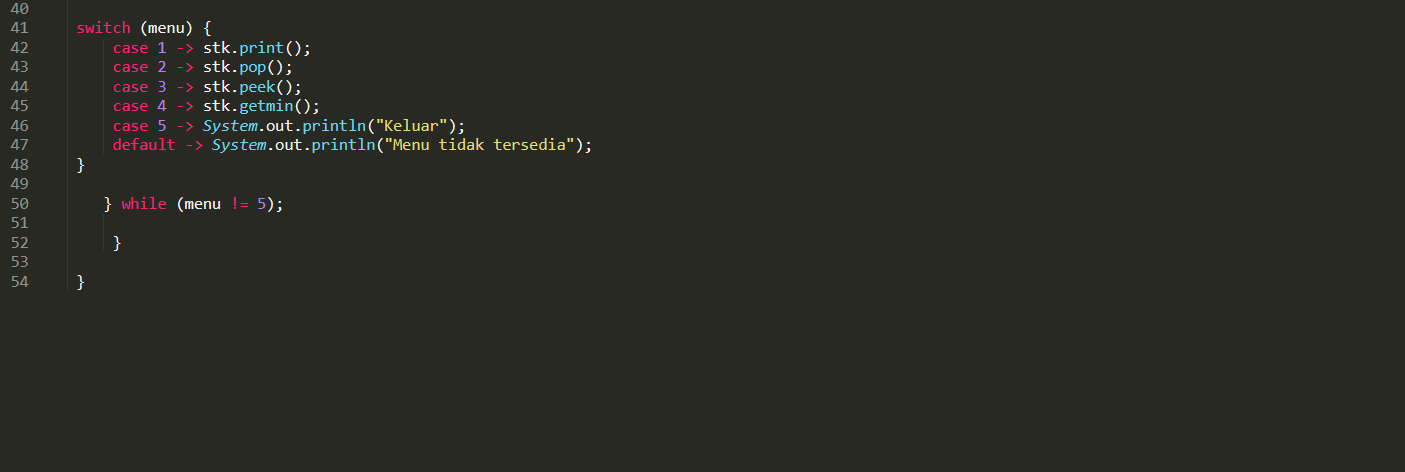 40
41 switch (menu) {
42 case 1 -> stk.print();
43 case 2 -> stk.pop();
44 case 3 -> stk.peek();
45 case 4 -> stk.getmin();
46 case 5 -> System.out.println("Keluar");
47 default -> System.out.println("Menu tidak tersedia");
48 }
49
50 } while (menu != 5);
51
52 }
53
54 }